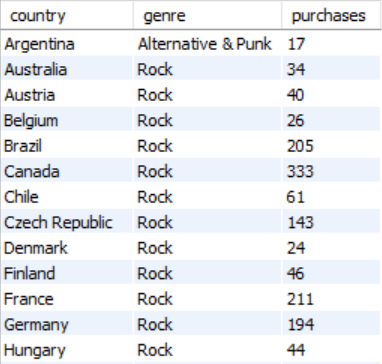 country genre purchases
Argentina Alternative & Punk 17
Australia Rock 34
Austria Rock 40
Belgium Rock 26
Brazil Rock 205
Canada Rock 333
Chile Rock 61
Czech Republic Rock 143
Denmark Rock 24
Finland Rock 46
France Rock 211
Germany Rock 194
Hungary Rock 44